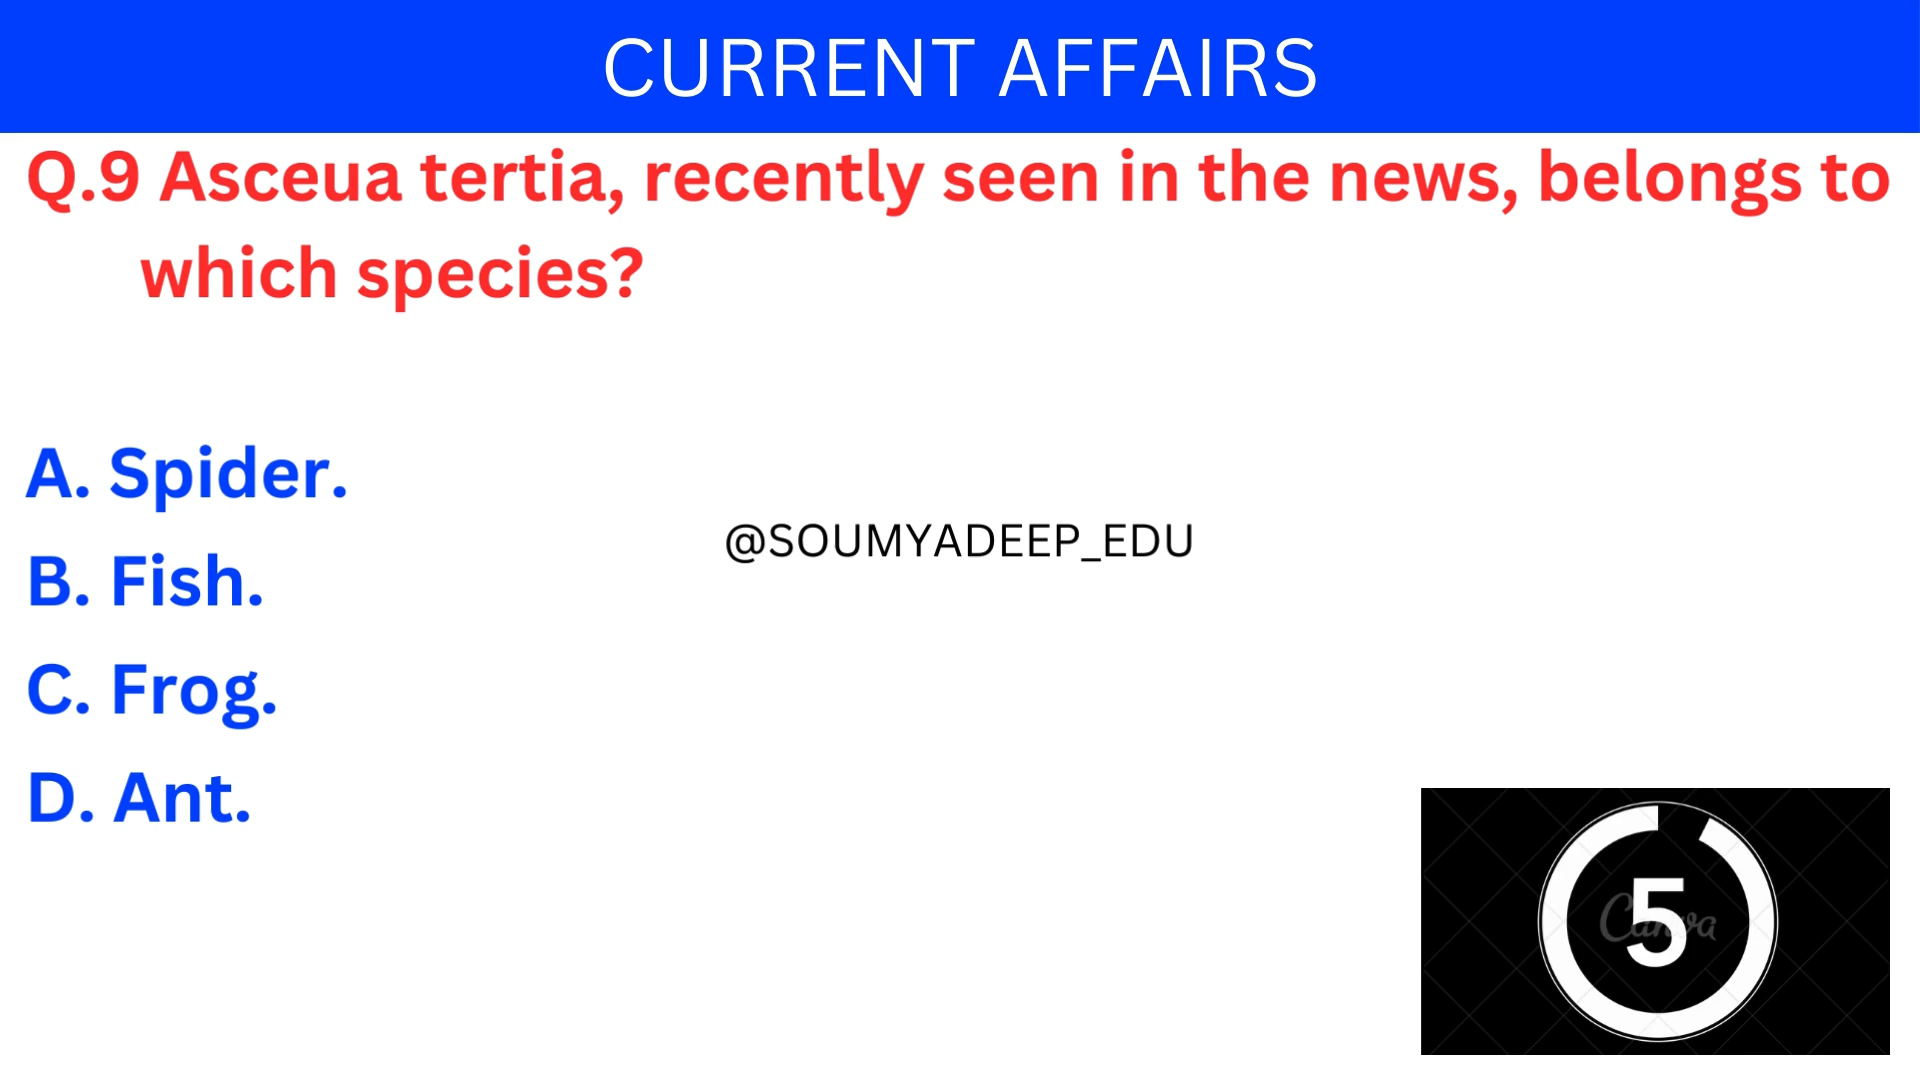 CURRENT AFFAIRS
Q.9 Asceua tertia, recently seen in the news, belongs to
which species?
A. Spider.
@SOUMYADEEP_EDU
B. Fish.
C. Frog.
D. Ant.
5
Canva